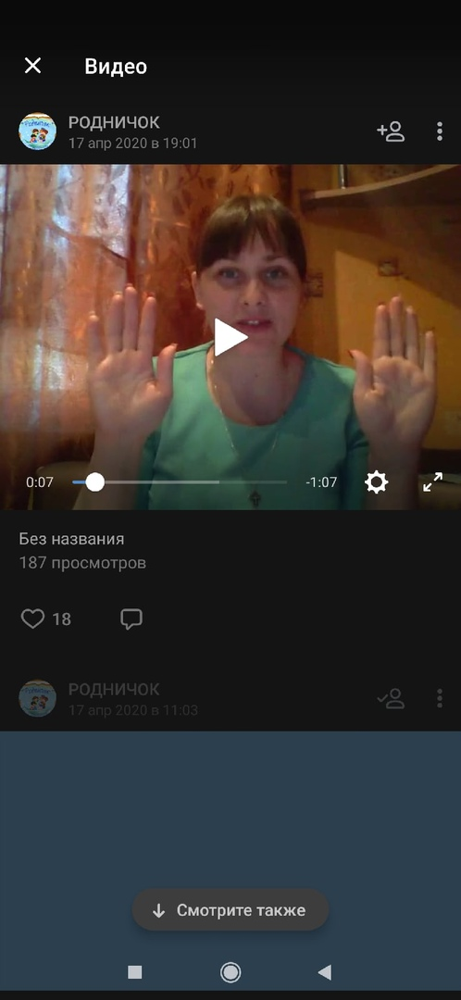 Видео
РОДНИЧОК
17 апр 2020 в 19:01
0:07
-1:07
Без названия
187 просмотров
18
РОДНИЧОК
17 апр 2020 в 11:03
Смотрите также